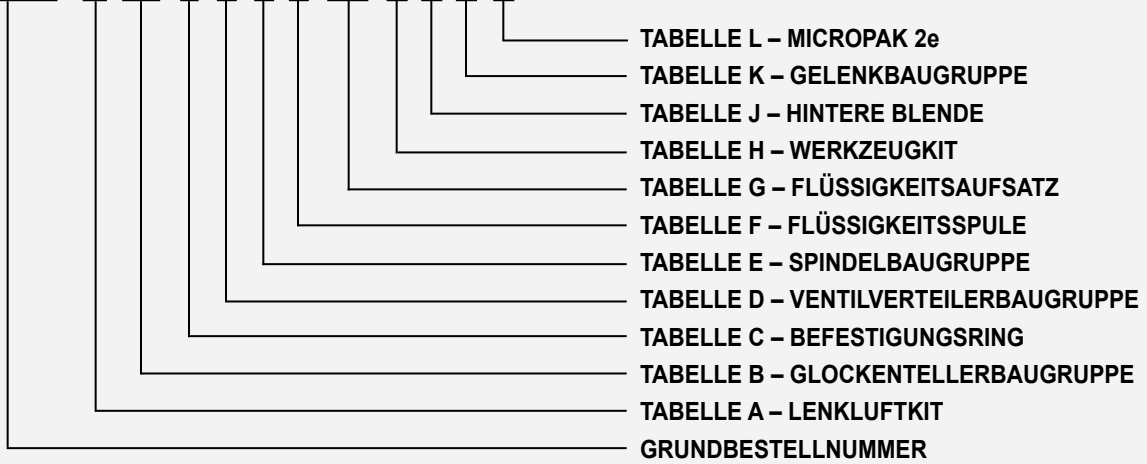 TABELLE L – MICROPAK 2e
TABELLE K – GELENKBAUGRUPPE
TABELLE J – HINTERE BLENDE
TABELLE H – WERKZEUGKIT
TABELLE G – FLÜSSIGKEITSAUFSATZ
TABELLE F – FLÜSSIGKEITSSPULE
TABELLE E – SPINDELBAUGRUPPE
TABELLE D – VENTILVERTEILERBAUGRUPPE
TABELLE C – BEFESTIGUNGSRING
TABELLE B – GLOCKENTELLERBAUGRUPPE
TABELLE A – LENKLUFTKIT
GRUNDBESTELLNUMMER